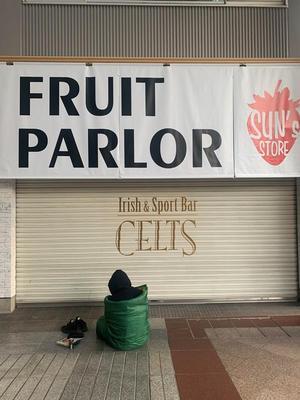 FRUIT
PARLOR
SUN's
STORE
Irish & Sport Bar
CELTS